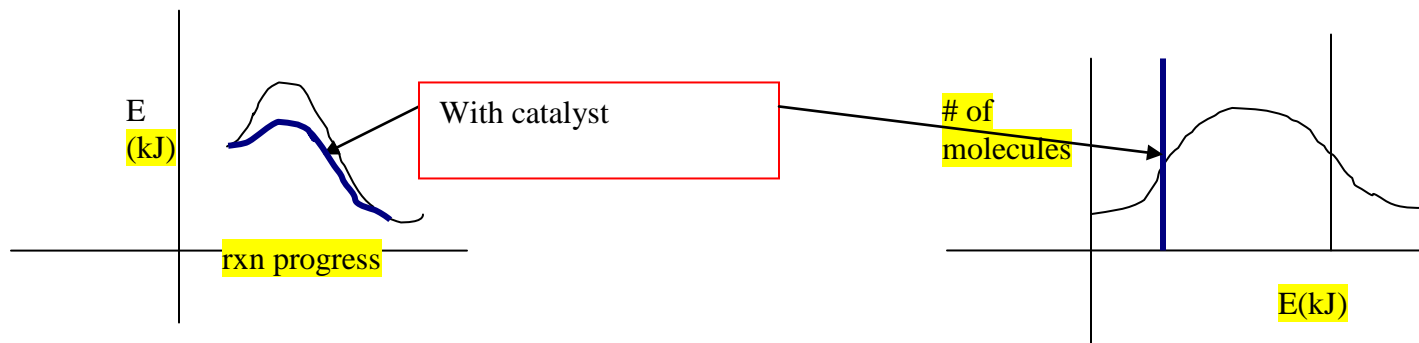 E
(kJ)
rxn progress
With catalyst
# of
molecules
E(kJ)